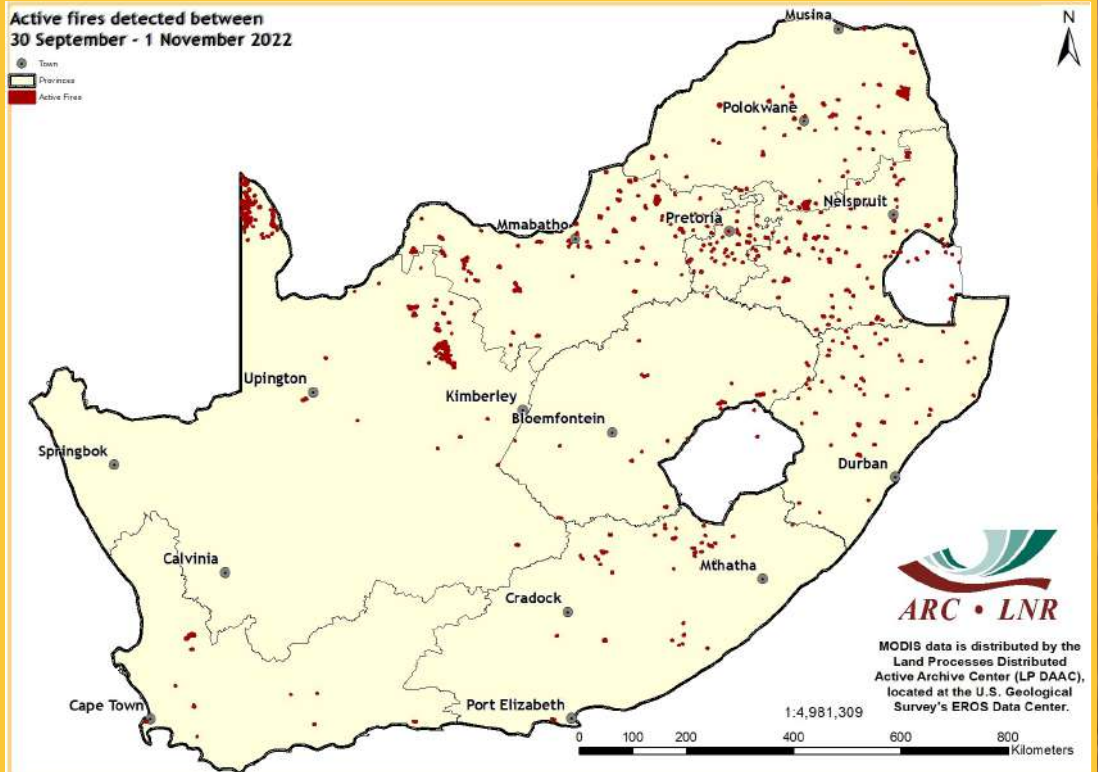 Active fires detected between
30 September - 1 November 2022
Town
Provinces
Active Fires
N
Musina
Polokwane
Nelspruit
Pretoria
Mmabatho
Upington
Kimberley
Bloemfontein
Springbok
Durban
Calvinia
Mthatha
Cradock
Cape Town
Port Elizabeth
ARC • LNR
MODIS data is distributed by the
Land Processes Distributed
Active Archive Center (LP DAAC),
located at the U.S. Geological
Survey's EROS Data Center.
1:4,981,309
0 100 200 400 600 800
Kilometers